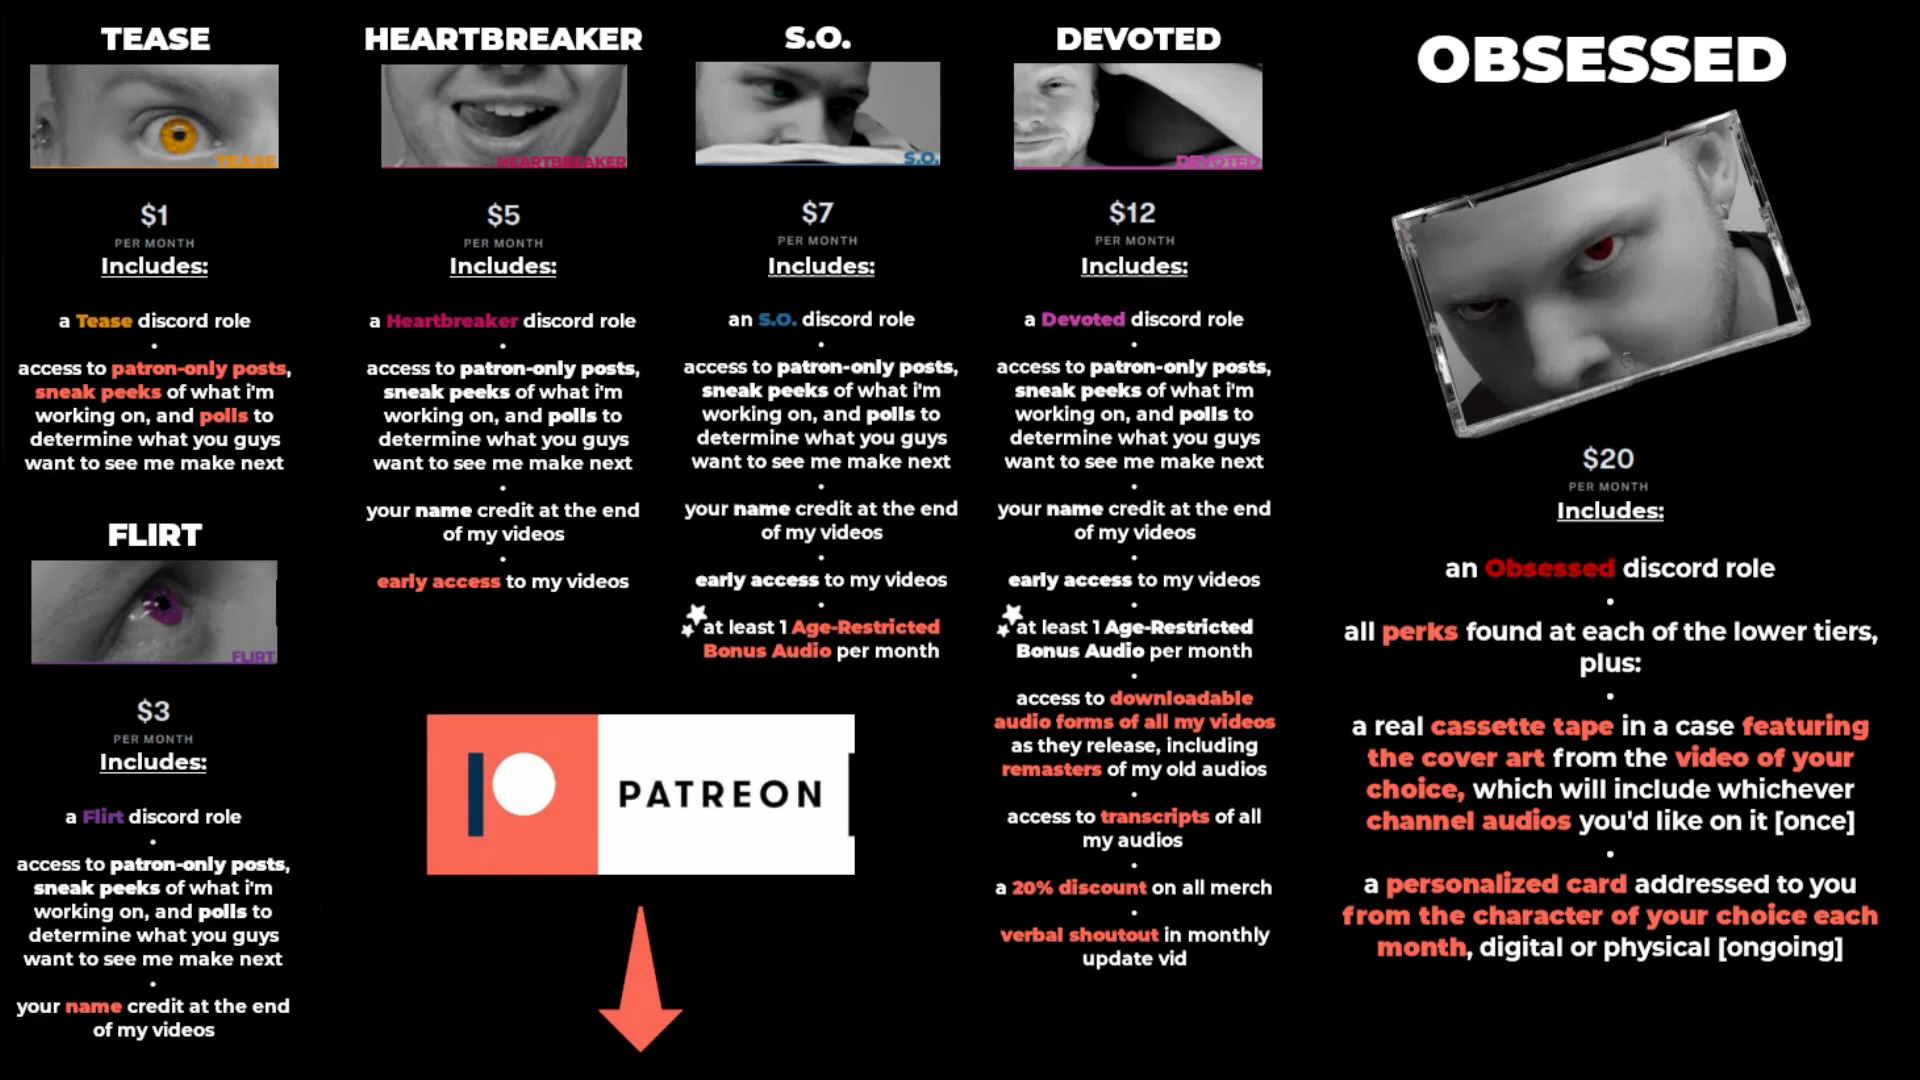 TEASE
TEASE
$1
PER MONTH
Includes:
a Tease discord role
•
access to patron-only posts,
sneak peeks of what i'm
working on, and polls to
determine what you guys
want to see me make next
FLIRT
FLIRT
$3
PER MONTH
Includes:
a Flirt discord role
•
access to patron-only posts,
sneak peeks of what i'm
working on, and polls to
determine what you guys
want to see me make next
•
your name credit at the end
of my videos
HEARTBREAKER
HEARTBREAKER
$5
PER MONTH
Includes:
a Heartbreaker discord role
•
access to patron-only posts,
sneak peeks of what i'm
working on, and polls to
determine what you guys
want to see me make next
•
your name credit at the end
of my videos
•
early access to my videos
S.O.
S.O.
$7
PER MONTH
Includes:
an S.O. discord role
•
access to patron-only posts,
sneak peeks of what i'm
working on, and polls to
determine what you guys
want to see me make next
•
your name credit at the end
of my videos
•
early access to my videos
•
at least 1 Age-Restricted
Bonus Audio per month
PATREON
DEVOTED
DEVOTED
$12
PER MONTH
Includes:
a Devoted discord role
•
access to patron-only posts,
sneak peeks of what i'm
working on, and polls to
determine what you guys
want to see me make next
•
your name credit at the end
of my videos
•
early access to my videos
•
at least 1 Age-Restricted
Bonus Audio per month
•
access to downloadable
audio forms of all my videos
as they release, including
remasters of my old audios
•
access to transcripts of all
my audios
•
a 20% discount on all merch
•
verbal shoutout in monthly
update vid
OBSESSED
$20
PER MONTH
Includes:
an Obsessed discord role
•
all perks found at each of the lower tiers,
plus:
•
a real cassette tape in a case featuring
the cover art from the video of your
choice, which will include whichever
channel audios you'd like on it [once]
•
a personalized card addressed to you
from the character of your choice each
month, digital or physical [ongoing]